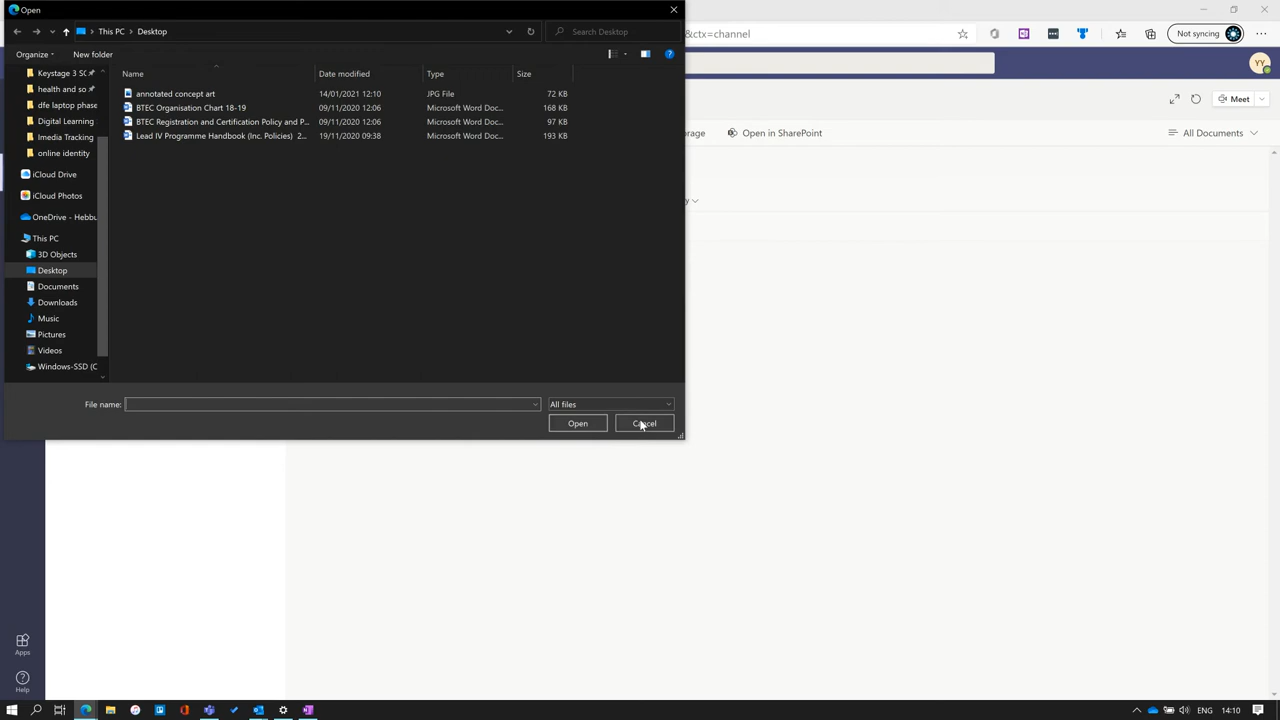 Open
This PC
Desktop
Search Desktop
&ctx=channel
Not syncing
Organize
New folder
YY
Keystage 3 SC
Name
Date modified
Type
Size
health and so
annotated concept art
14/01/2021 12:10
JPG File
72 KB
Meet
dfe laptop phase
BTEC Organisation Chart 18-19
09/11/2020 12:06
Microsoft Word Doc...
168 KB
Digital Learning
BTEC Registration and Certification Policy and P...
09/11/2020 12:06
Microsoft Word Doc...
97 KB
Imedia Tracking
Lead IV Programme Handbook (Inc. Policies) 2...
19/11/2020 09:38
Microsoft Word Doc...
193 KB
rage
Open in SharePoint
All Documents
online identity
iCloud Drive
iCloud Photos
y
OneDrive - Hebbu
This PC
3D Objects
Desktop
Documents
Downloads
Music
Pictures
Videos
Windows-SSD (C
File name:
All files
Open
Cancel
Apps
Help
ENG
14:10